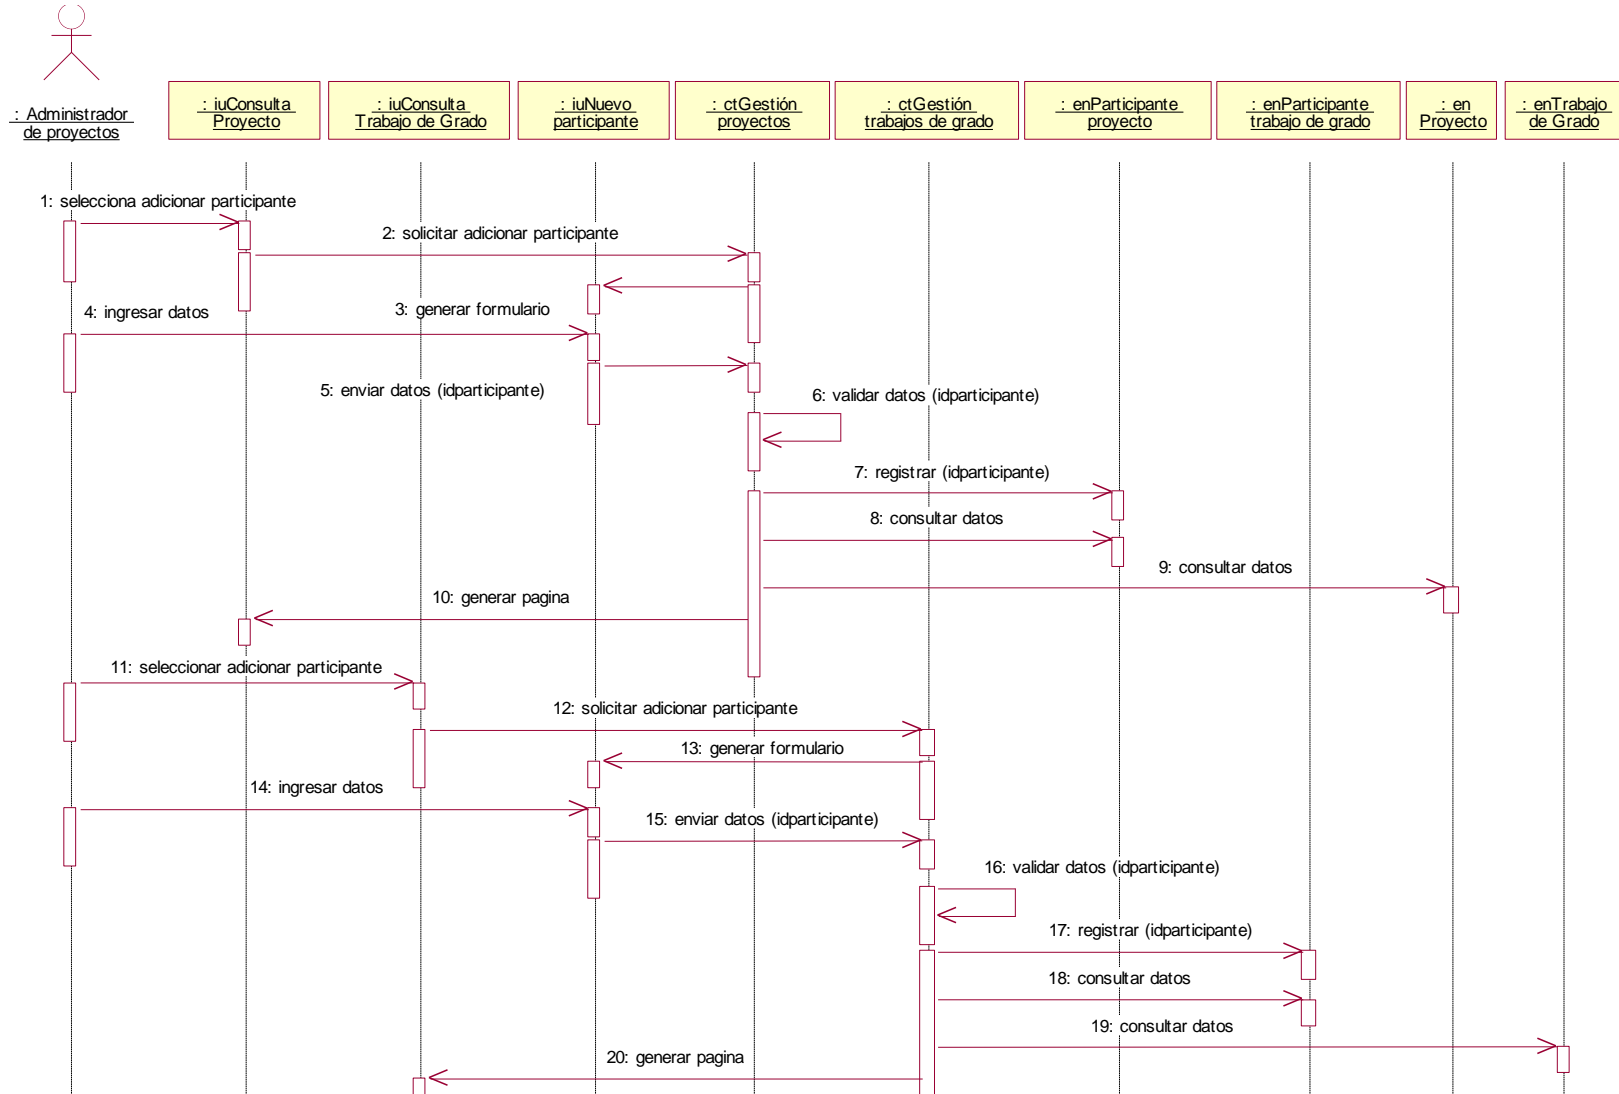 : Administrador
de proyectos
: iuConsulta
Proyecto
: iuConsulta
Trabajo de Grado
: iuNuevo
participante
: ctGestión
proyectos
: ctGestión
trabajos de grado
: enParticipante
proyecto
: enParticipante
trabajo de grado
: en
Proyecto
: enTrabajo
de Grado
1: selecciona adicionar participante
2: solicitar adicionar participante
3: generar formulario
4: ingresar datos
5: enviar datos (idparticipante)
6: validar datos (idparticipante)
7: registrar (idparticipante)
8: consultar datos
9: consultar datos
10: generar pagina
11: seleccionar adicionar participante
12: solicitar adicionar participante
13: generar formulario
14: ingresar datos
15: enviar datos (idparticipante)
16: validar datos (idparticipante)
17: registrar (idparticipante)
18: consultar datos
19: consultar datos
20: generar pagina